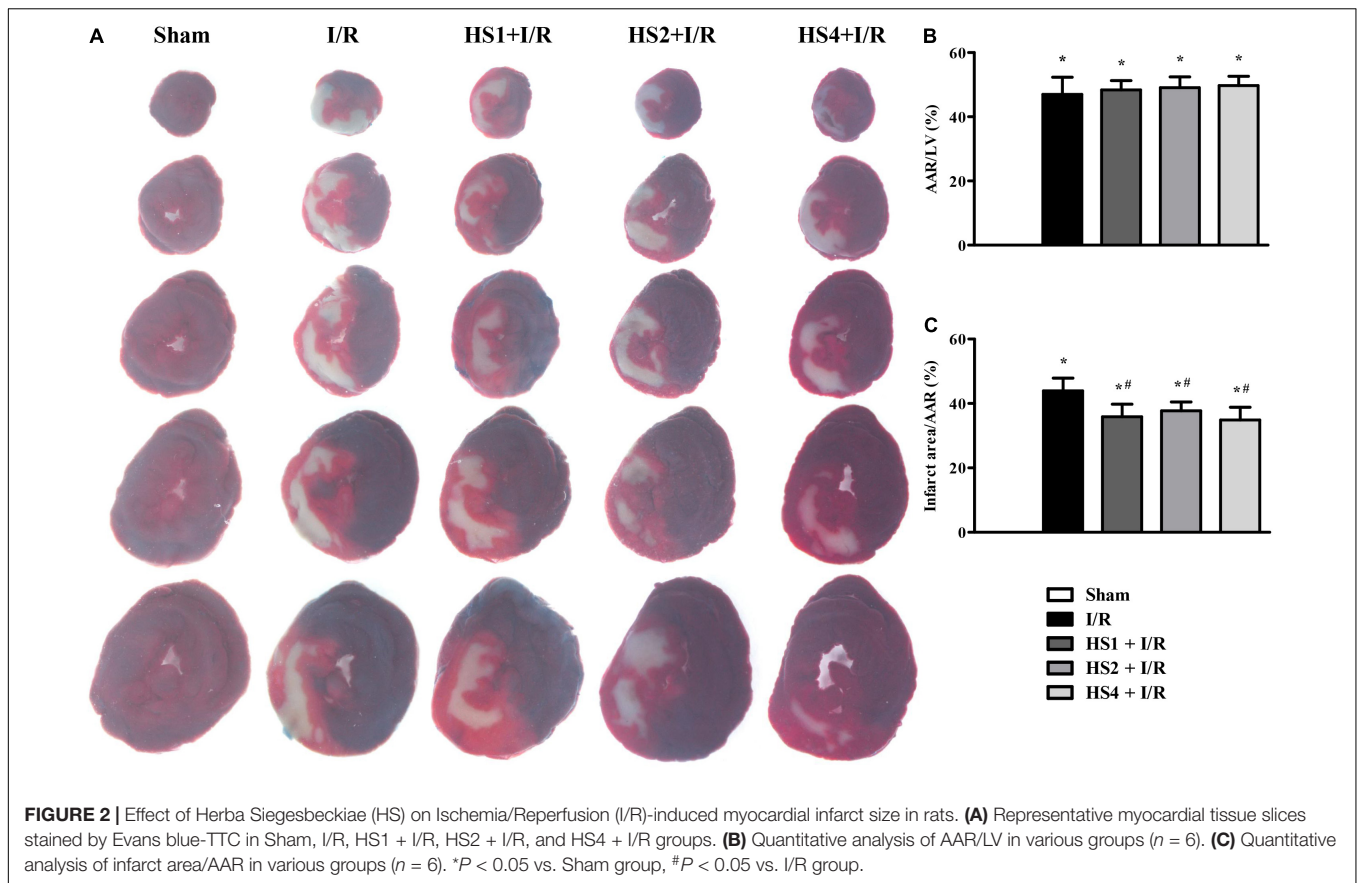 A Sham I/R HS1+I/R HS2+I/R HS4+I/R
B
60
40
20
0
AAR/LV (%)
* * * *
C
60
40
20
0
Infarct area/AAR (%)
* *# *# *#
Sham
I/R
HS1 + I/R
HS2 + I/R
HS4 + I/R
FIGURE 2 | Effect of Herba Siegesbeckiae (HS) on Ischemia/Reperfusion (I/R)-induced myocardial infarct size in rats. (A) Representative myocardial tissue slices
stained by Evans blue-TTC in Sham, I/R, HS1 + I/R, HS2 + I/R, and HS4 + I/R groups. (B) Quantitative analysis of AAR/LV in various groups (n = 6). (C) Quantitative
analysis of infarct area/AAR in various groups (n = 6). *P < 0.05 vs. Sham group, #P < 0.05 vs. I/R group.